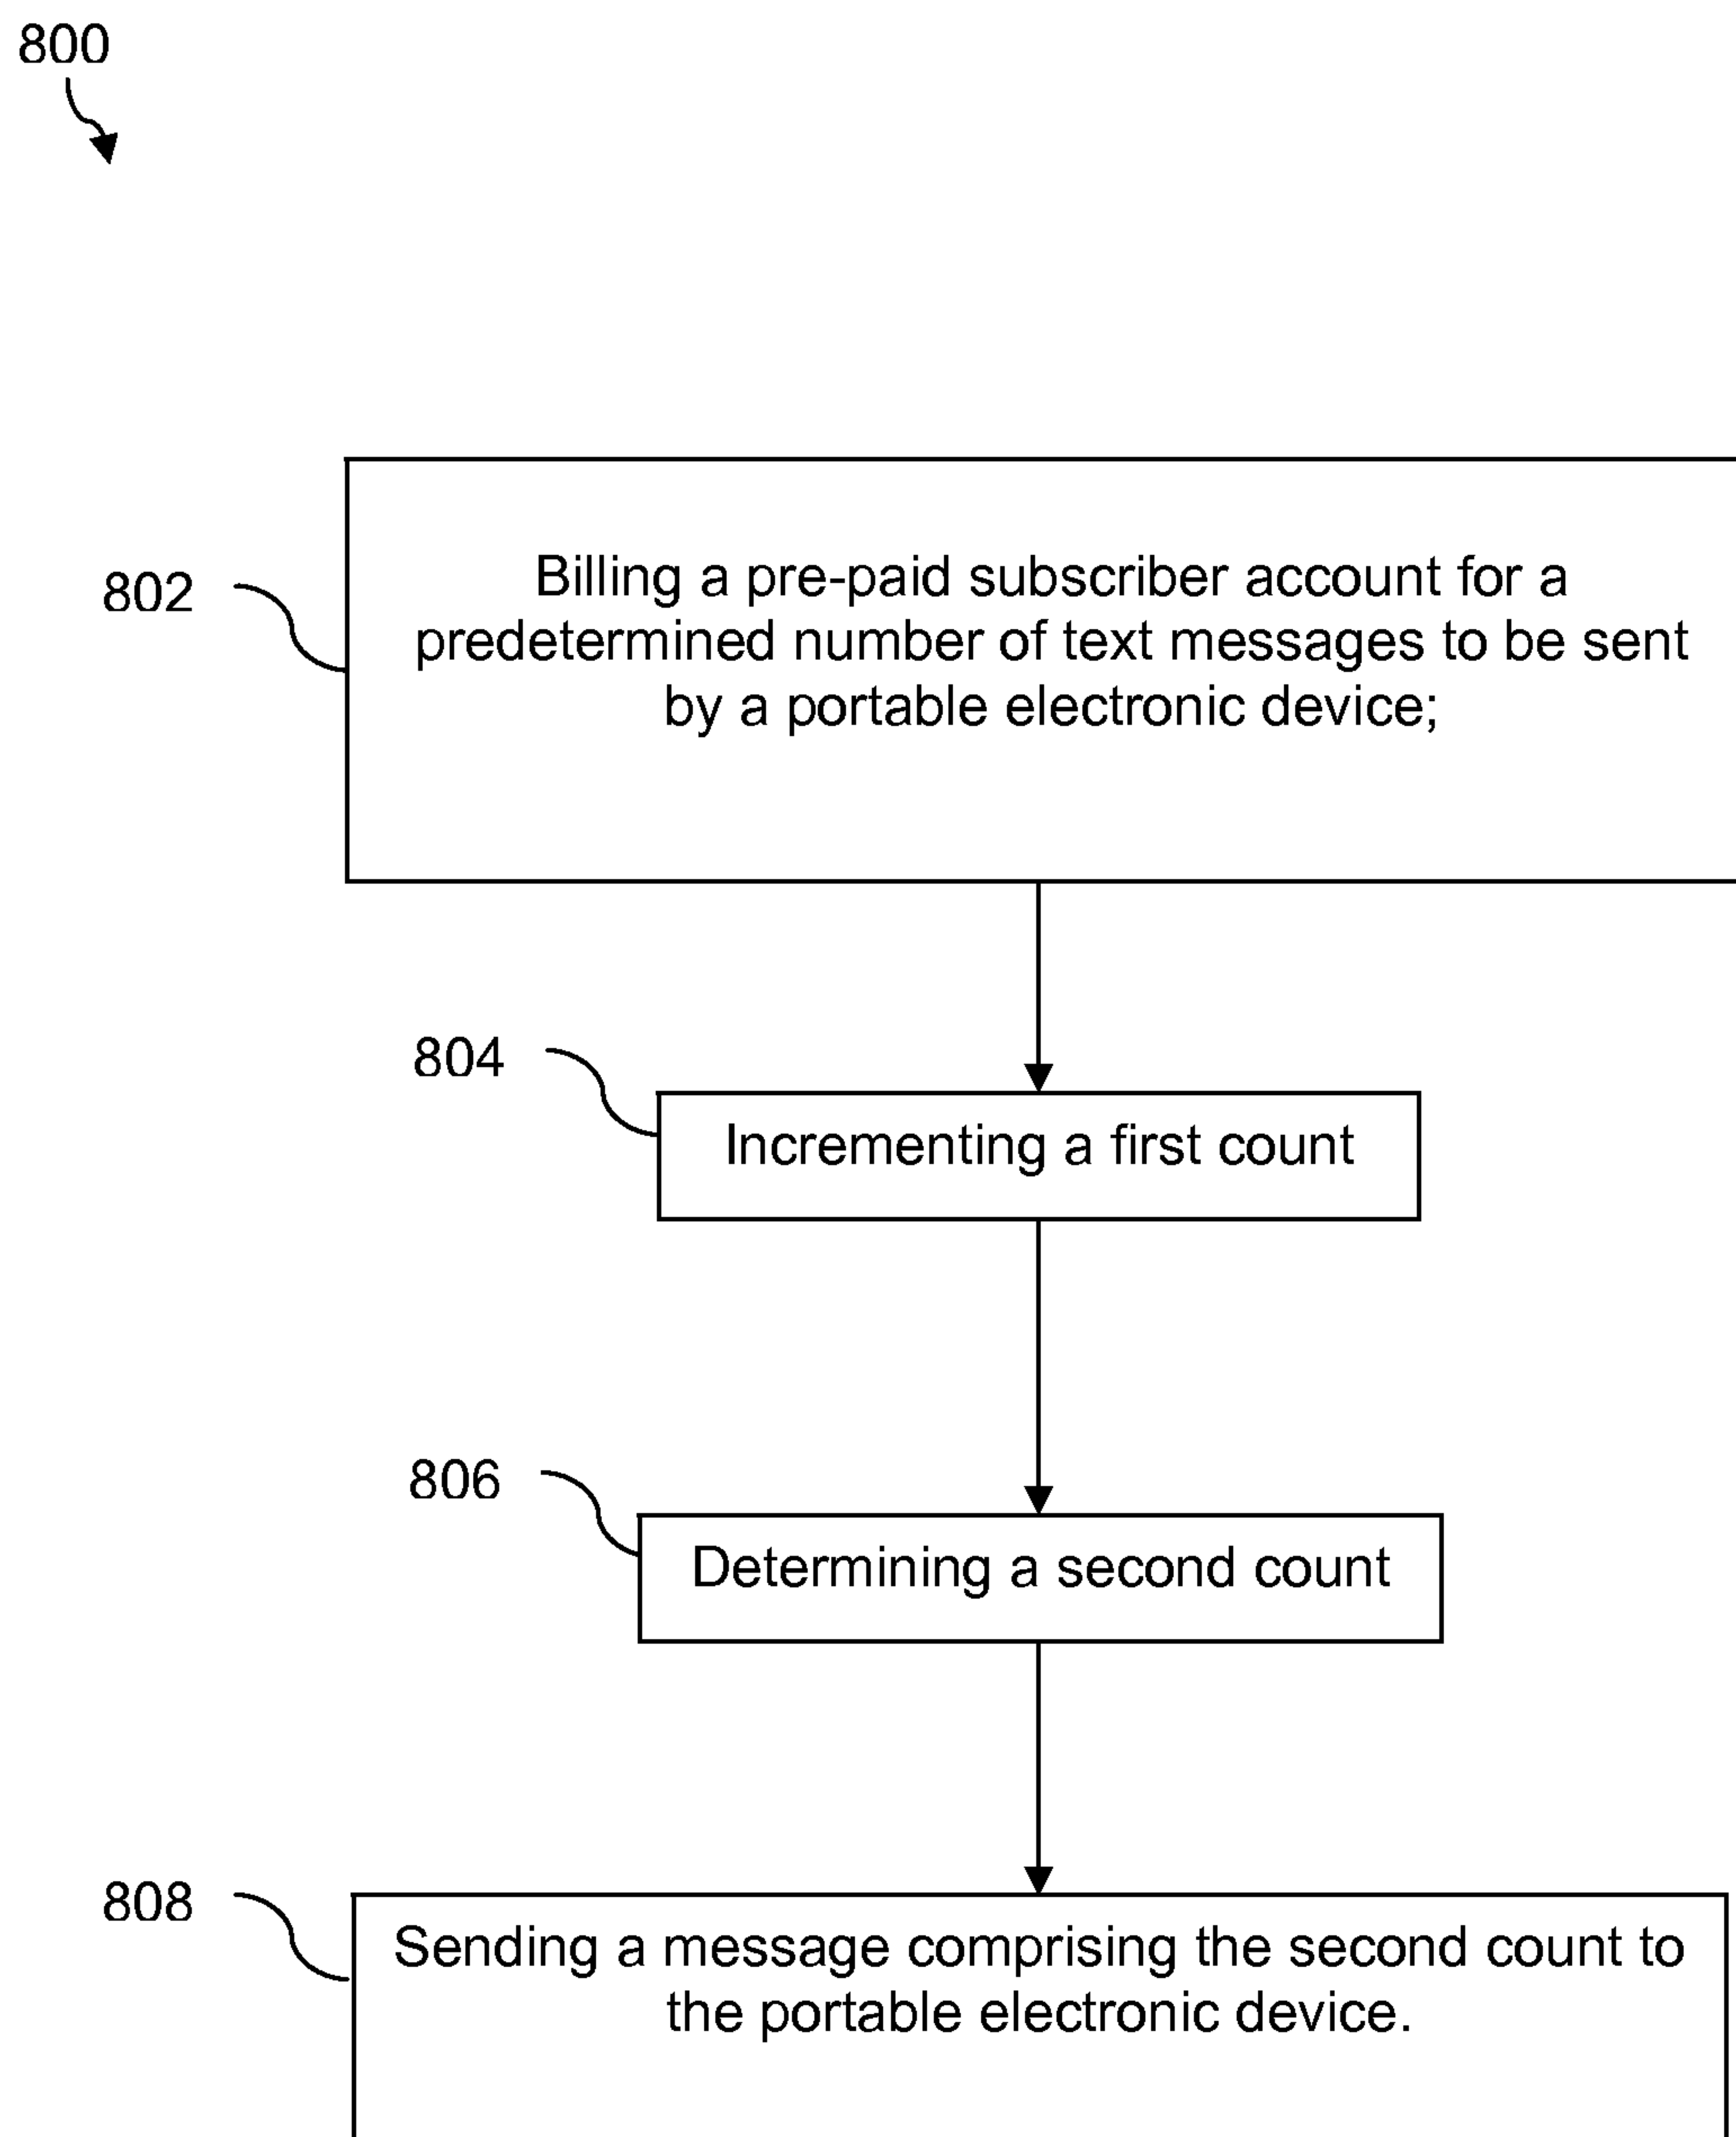 800
802
Billing a pre-paid subscriber account for a
predetermined number of text messages to be sent
by a portable electronic device;
804
Incrementing a first count
806
Determining a second count
808
Sending a message comprising the second count to
the portable electronic device.